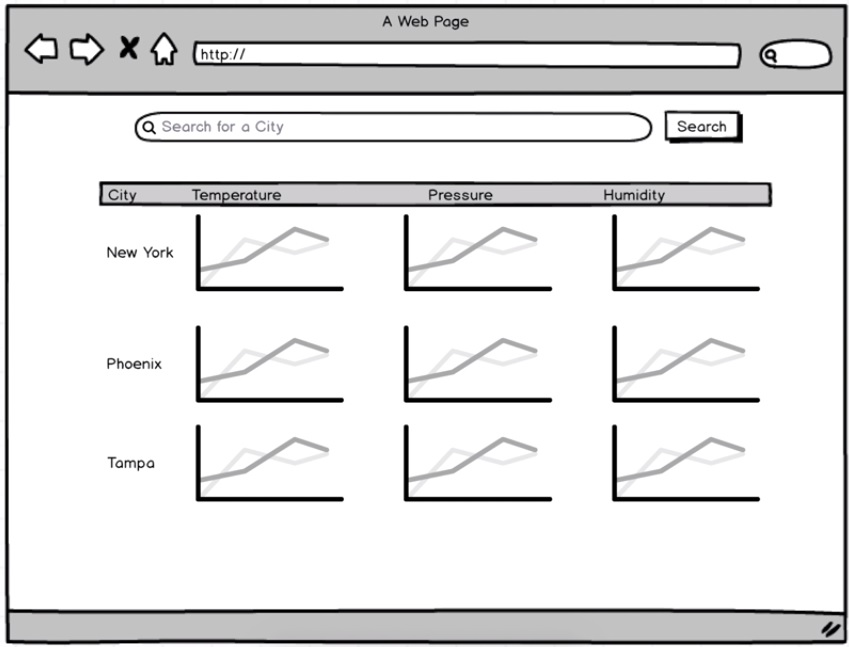 A Web Page
http://
Search for a City Search
City Temperature Pressure Humidity
New York
Phoenix
Tampa